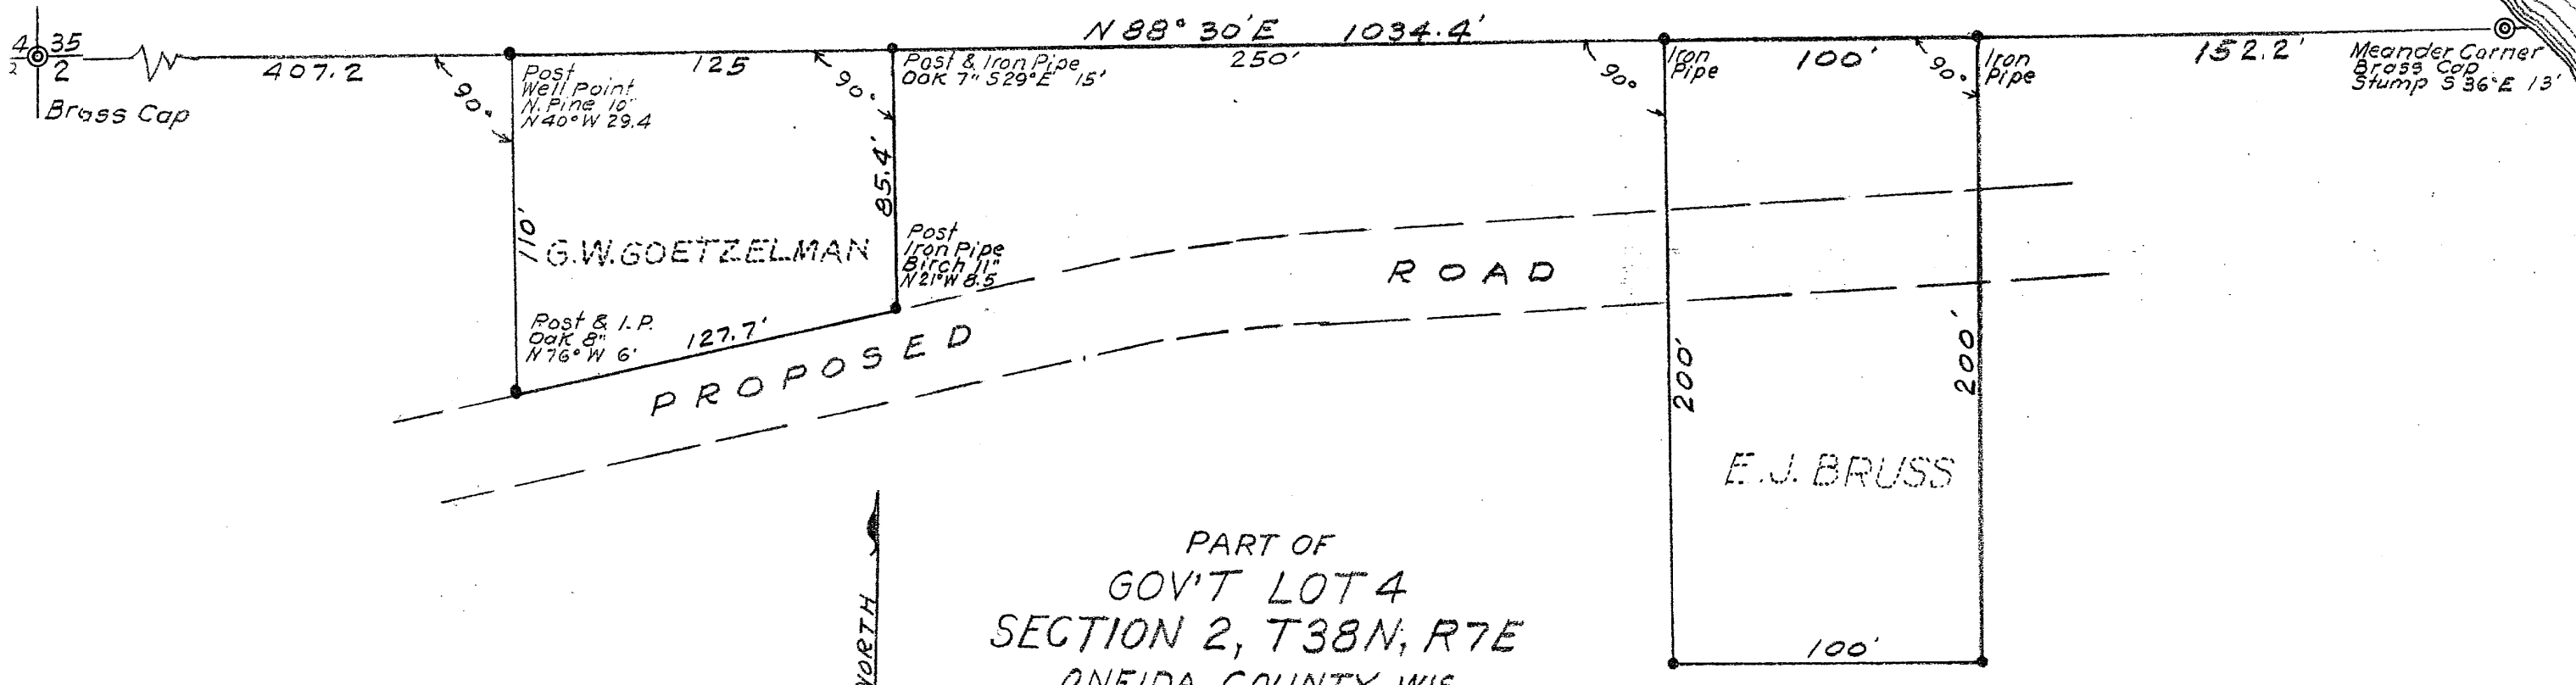 N 88° 30' E 1034.4'
35
2
407.2
125
250'
100'
152.2'
Brass Cap
90°
90°
90°
90°
Post
Well Point
N. Pine 10"
N 40° W 29.4
Post & Iron Pipe
Oak 7" S 29° E 15'
Iron
Pipe
Iron
Pipe
Meander Corner
Brass Cap
Stump S 36° E 13'
110'
85.4'
G.W. GOETZELMAN
Post
Iron Pipe
Birch 11"
N 21° W 8.5
Post & I.P.
Oak 8"
N 76° W 6'
127.7'
PROPOSED
ROAD
200'
200'
E.J. BRUSS
100'
NORTH
PART OF
GOV'T LOT 4
SECTION 2, T38N, R7E
ONEIDA COUNTY WIS